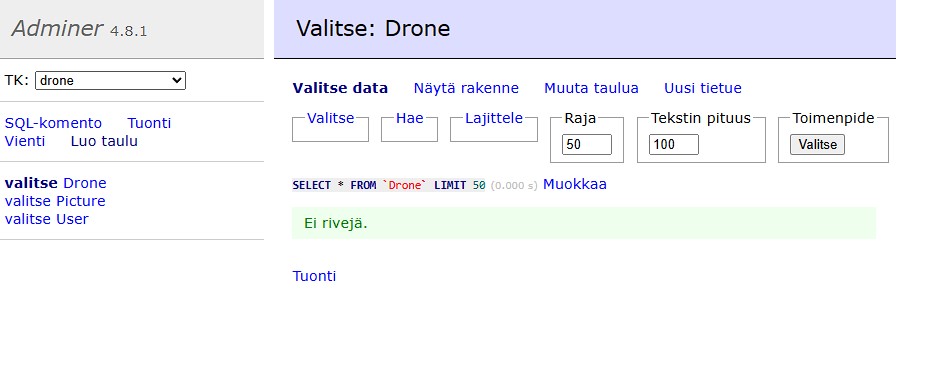 Adminer 4.8.1
Valitse: Drone
TK: drone
SQL-komento Tuonti
Vienti Luo taulu
valitse Drone
valitse Picture
valitse User
Valitse data Näytä rakenne Muuta taulua Uusi tietue
Valitse Hae Lajittele Raja Tekstin pituus Toimenpide
50 100 Valitse
SELECT * FROM `Drone` LIMIT 50 (0.000 s) Muokkaa
Ei rivejä.
Tuonti